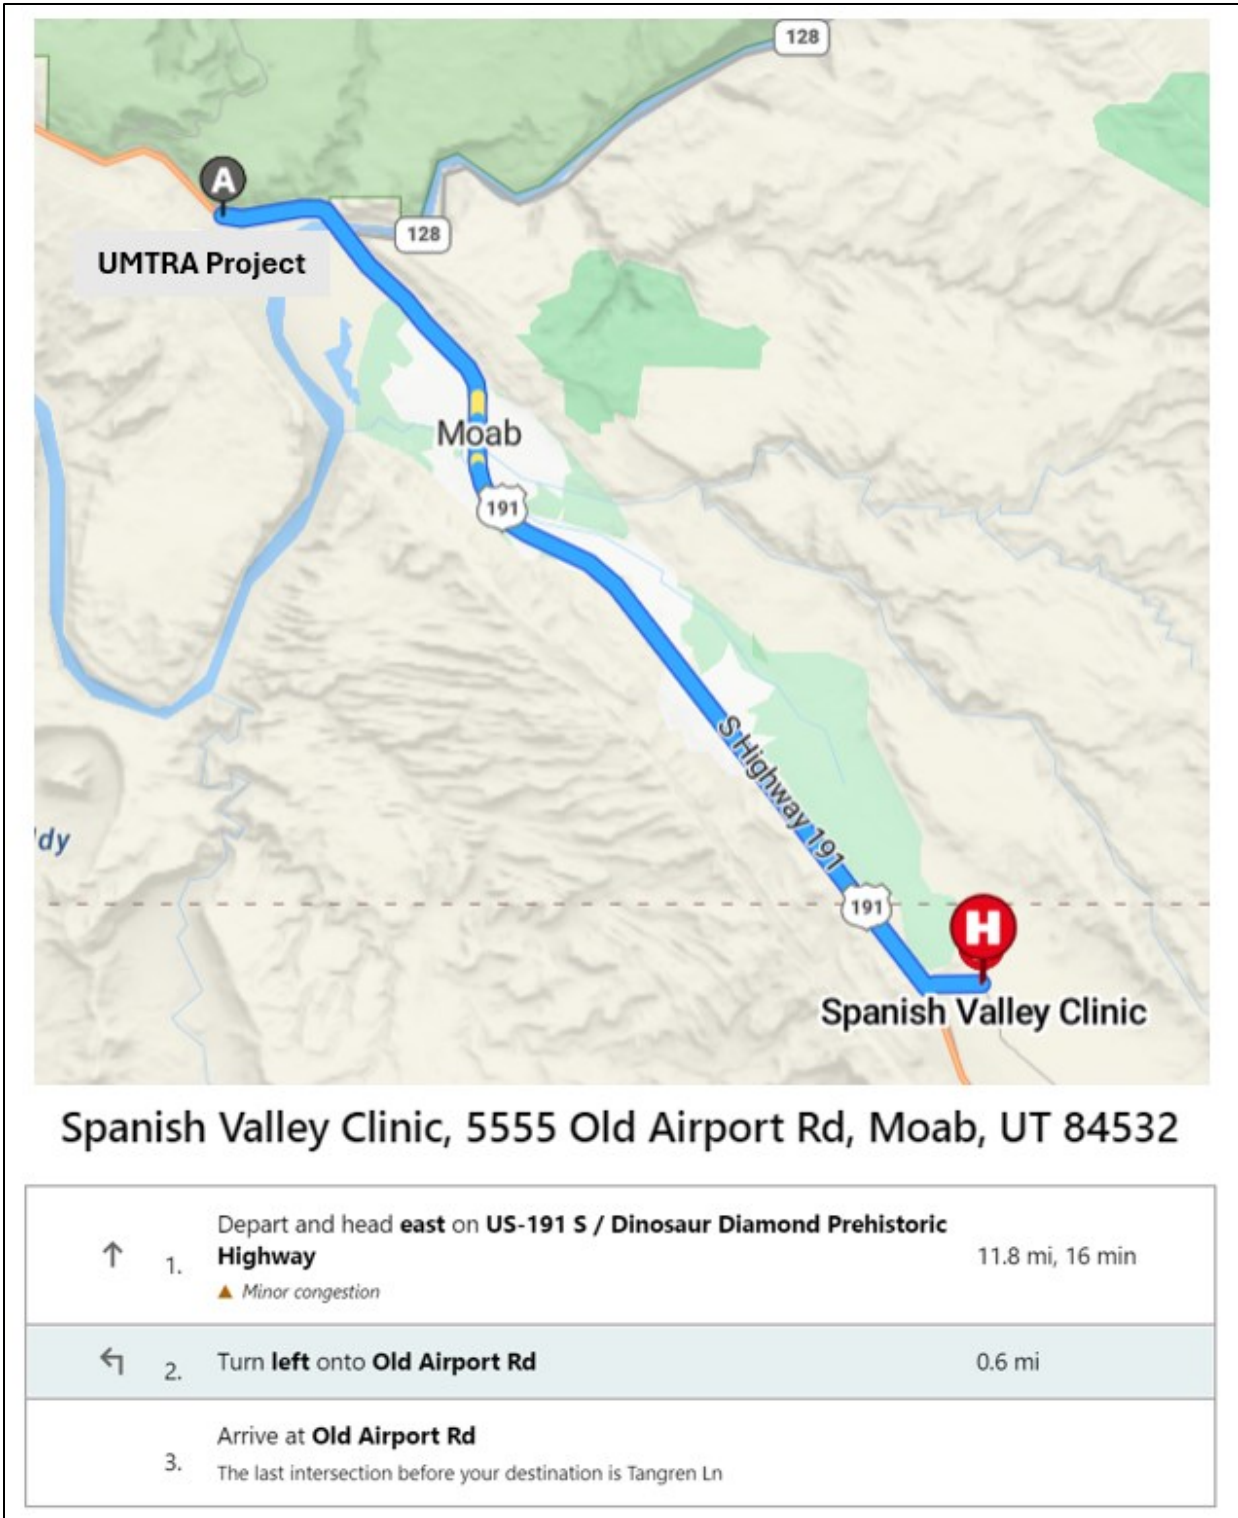 128
A
128
UMTRA Project
Moab
191
S Highway 191
dy
191
H
Spanish Valley Clinic
Spanish Valley Clinic, 5555 Old Airport Rd, Moab, UT 84532
1. Depart and head east on US-191 S / Dinosaur Diamond Prehistoric
Highway
11.8 mi, 16 min
Minor congestion
2. Turn left onto Old Airport Rd 0.6 mi
3. Arrive at Old Airport Rd
The last intersection before your destination is Tangren Ln